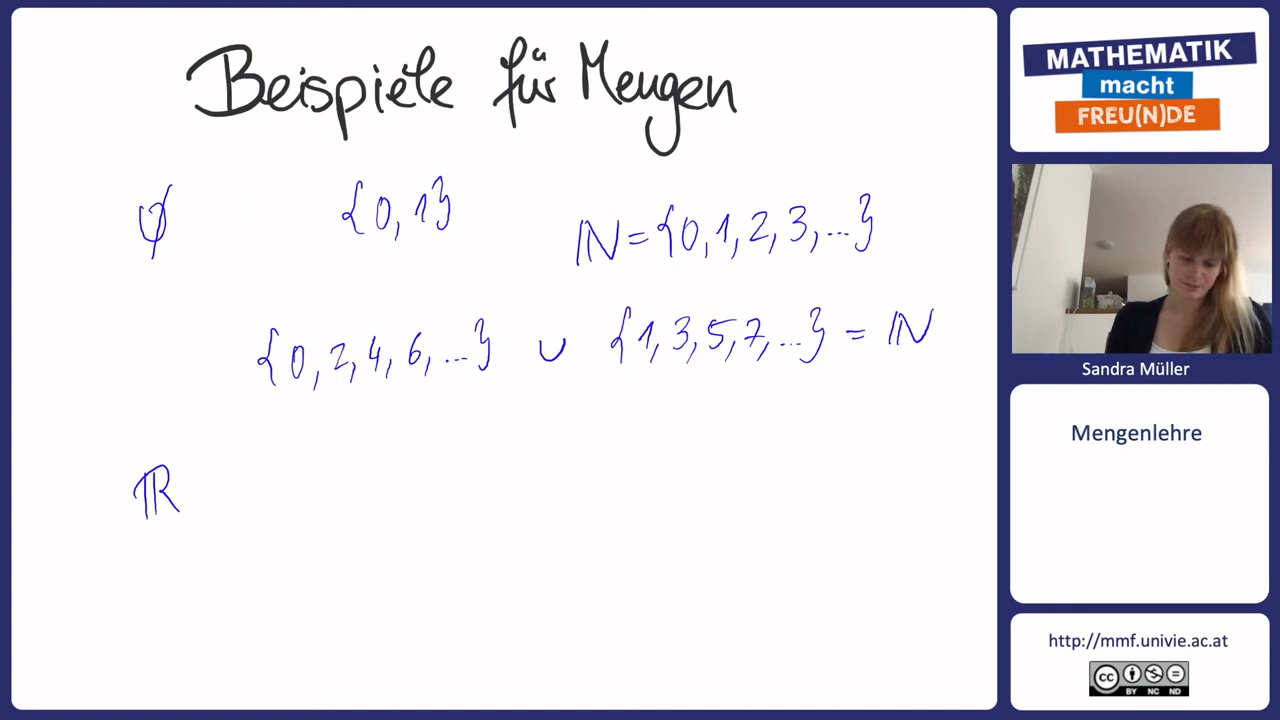 Beispiele für Mengen
∅ {0, 1} ℕ = {0, 1, 2, 3, ...}
{0, 2, 4, 6, ...} ∪ {1, 3, 5, 7, ...} = ℕ
ℝ
MATHEMATIK
macht
FREU(N)DE
Sandra Müller
Mengenlehre
http://mmf.univie.ac.at
cc
BY NC ND